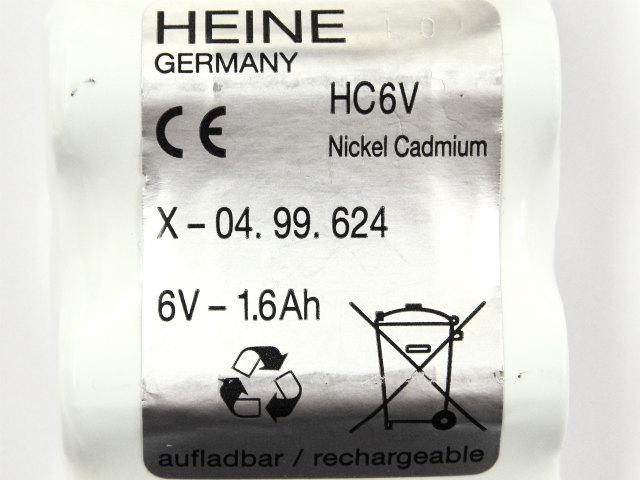 HEINE
GERMANY
CE
HC6V
Nickel Cadmium
X – 04. 99. 624
6V – 1.6Ah
aufladbar / rechargeable